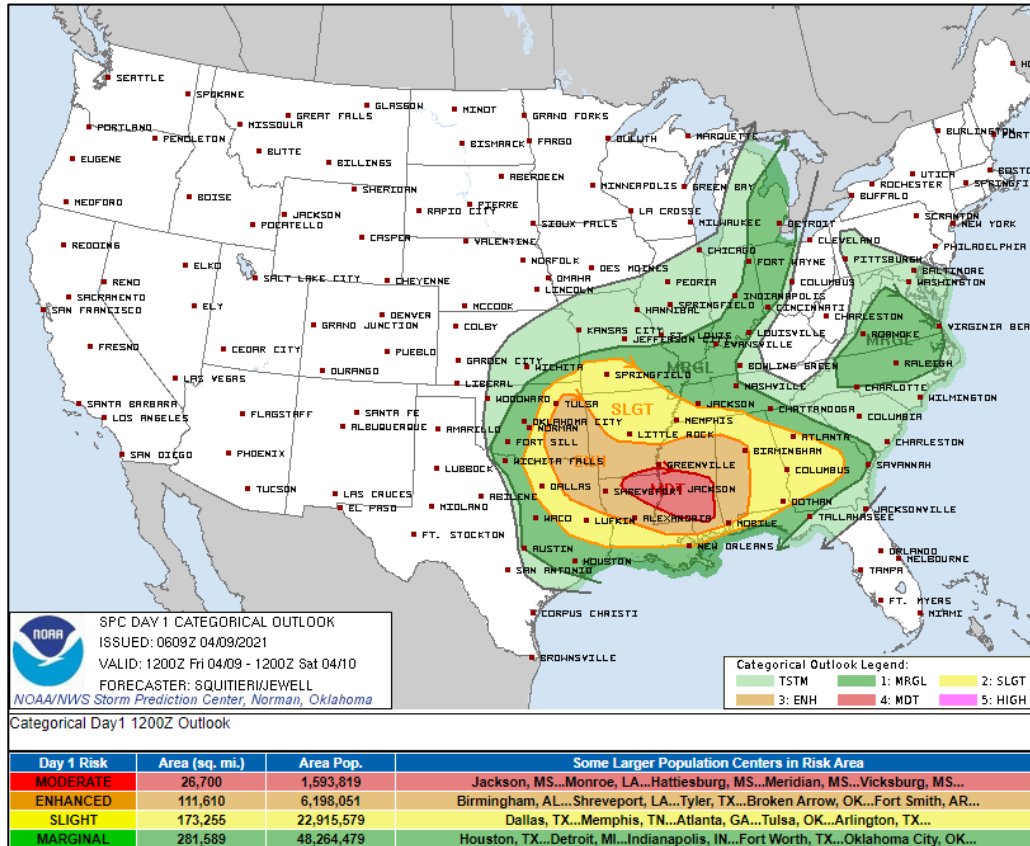 SEATTLE
SPOKANE
GLASGOW
MINOT
GRAND FORKS
GREAT FALLS
MISSOULA
PORTLAND
PENDLETON
BISMARCK
FARGO
DULUTH
MARQUETTE
BURLINGTON
PORT
BUTTE
BILLINGS
EUGENE
ABERDEEN
MINNEAPOLIS
GREEN BAY
UTICA
BOSTO
ROCHESTER
SPRINGF
BUFFALO
MEDFORD
BOISE
SHERIDAN
JACKSON
POCATELLO
RAPID CITY
PIERRE
SIOUX FALLS
LA CROSSE
MILWAUKEE
DETROIT
SCRANTON
NEW YORK
REDDING
CASPER
VALENTINE
CHICAGO
CLEVELAND
PHILADELPHIA
ELKO
NORFOLK
FORT WAYNE
PITTSBURGH
RENO
SALT LAKE CITY
CHEYENNE
DES MOINES
OMAHA
LINCOLN
PEORIA
COLUMBUS
BALTIMORE
WASHINGTON
SACRAMENTO
SAN FRANCISCO
ELY
MCCOOK
SPRINGFIELD
HANNIBAL
INDIANAPOLIS
CINCINNATI
CHARLESTON
DENVER
GRAND JUNCTION
COLBY
KANSAS CITY
ST. LOUIS
JEFFERSON CITY
LOUISVILLE
EVANSVILLE
ROANOKE
VIRGINIA BEA
MRGL
FRESNO
CEDAR CITY
PUEBLO
DURANGO
GARDEN CITY
WICHITA
SPRINGFIELD
MRGL
BOWLING GREEN
RALEIGH
LAS VEGAS
LIBERAL
NASHVILLE
CHARLOTTE
SANTA BARBARA
LOS ANGELES
FLAGSTAFF
SANTA FE
ALBUQUERQUE
AMARILLO
WOODWARD
TULSA
SLGT
JACKSON
CHATTANOOGA
WILMINGTON
COLUMBIA
OKLAHOMA CITY
NORMAN
MEMPHIS
LITTLE ROCK
ATLANTA
CHARLESTON
SAN DIEGO
PHOENIX
FORT SILL
WICHITA FALLS
ENH
GREENVILLE
BIRMINGHAM
COLUMBUS
SAVANNAH
LUBBOCK
TUCSON
LAS CRUCES
EL PASO
MIDLAND
ABILENE
DALLAS
SHREVEPORT
MDT
JACKSON
DOTHAN
JACKSONVILLE
TALLAHASSEE
WACO
LUFKIN
ALEXANDRIA
MOBILE
FT. STOCKTON
AUSTIN
HOUSTON
NEW ORLEANS
SAN ANTONIO
ORLANDO
MELBOURNE
TAMPA
CORPUS CHRISTI
FT. MYERS
MIAMI
BROWNSVILLE
NOAA
SPC DAY 1 CATEGORICAL OUTLOOK
ISSUED: 0609Z 04/09/2021
VALID: 1200Z Fri 04/09 - 1200Z Sat 04/10
FORECASTER: SQUITIERI/JEWELL
NOAA/NWS Storm Prediction Center, Norman, Oklahoma
Categorical Outlook Legend:
TSTM 1: MRGL 2: SLGT
3: ENH 4: MDT 5: HIGH
Categorical Day1 1200Z Outlook
Day 1 Risk Area (sq. mi.) Area Pop. Some Larger Population Centers in Risk Area
MODERATE 26,700 1,593,819 Jackson, MS...Monroe, LA...Hattiesburg, MS...Meridian, MS...Vicksburg, MS...
ENHANCED 111,610 6,198,051 Birmingham, AL...Shreveport, LA...Tyler, TX...Broken Arrow, OK...Fort Smith, AR...
SLIGHT 173,255 22,915,579 Dallas, TX...Memphis, TN...Atlanta, GA...Tulsa, OK...Arlington, TX...
MARGINAL 281,589 48,264,479 Houston, TX...Detroit, MI...Indianapolis, IN...Fort Worth, TX...Oklahoma City, OK...